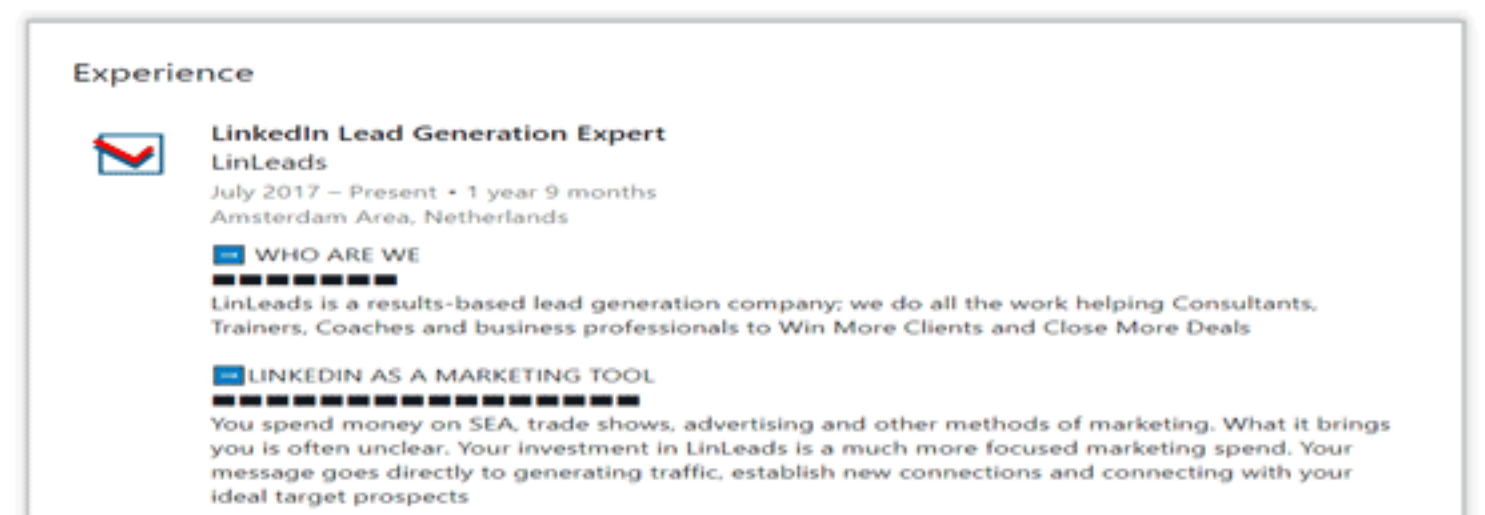 Experience
LinkedIn Lead Generation Expert
LinLeads
July 2017 – Present • 1 year 9 months
Amsterdam Area, Netherlands
WHO ARE WE
LinLeads is a results-based lead generation company; we do all the work helping Consultants,
Trainers, Coaches and business professionals to Win More Clients and Close More Deals
LINKEDIN AS A MARKETING TOOL
You spend money on SEA, trade shows, advertising and other methods of marketing. What it brings
you is often unclear. Your investment in LinLeads is a much more focused marketing spend. Your
message goes directly to generating traffic, establish new connections and connecting with your
ideal target prospects